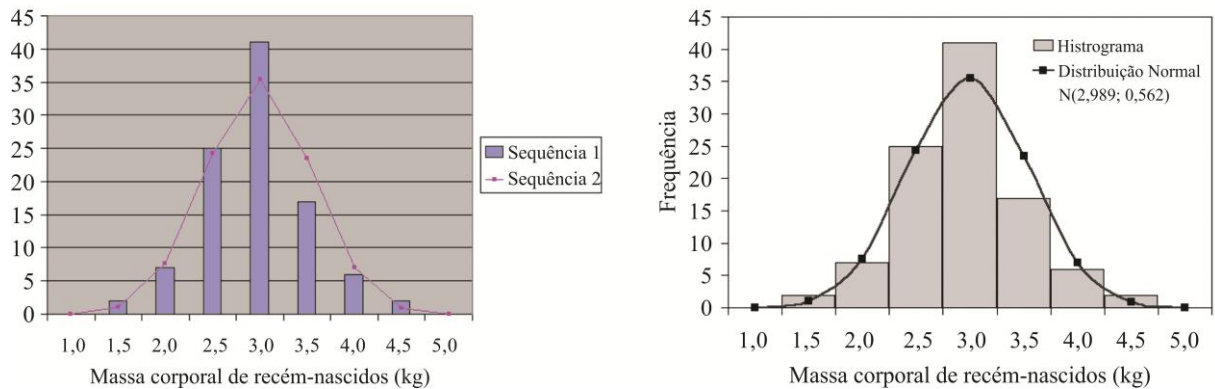 45
40
35
30
25
20
15
10
5
0
1,0 1,5 2,0 2,5 3,0 3,5 4,0 4,5 5,0
Massa corporal de recém-nascidos (kg)
Sequência 1
Sequência 2
Frequência
45
40
35
30
25
20
15
10
5
0
1,0 1,5 2,0 2,5 3,0 3,5 4,0 4,5 5,0
Massa corporal de recém-nascidos (kg)
Histrograma
Distribuição Normal
N(2,989; 0,562)